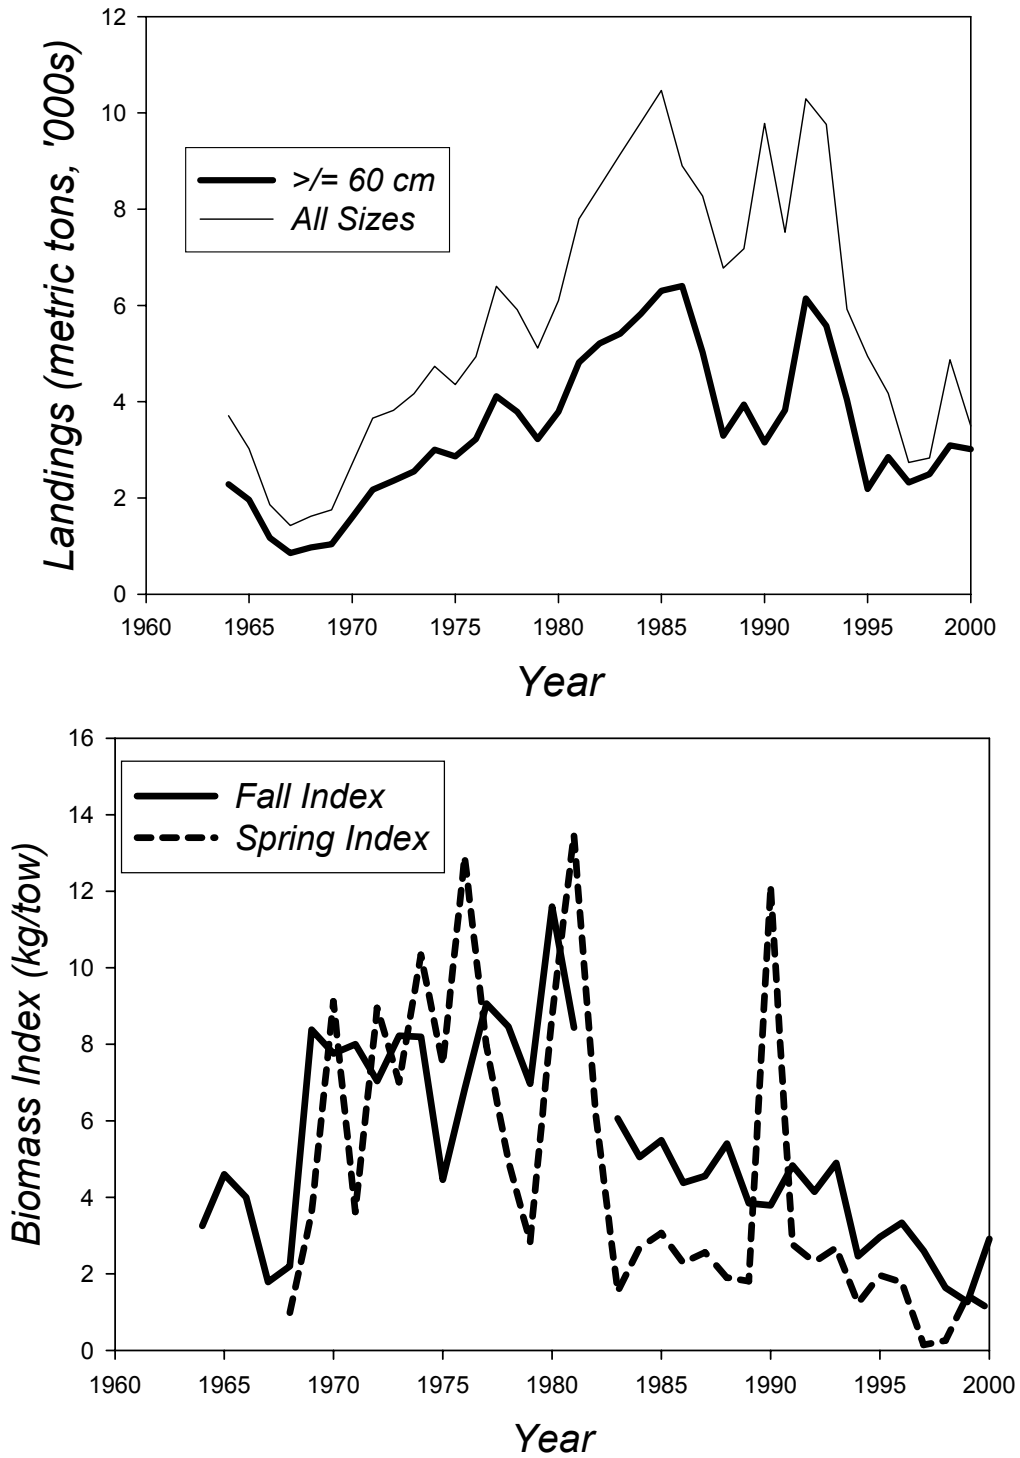 12
10
8
6
4
2
0
Landings (metric tons, '000s)
>/= 60 cm
All Sizes
1960 1965 1970 1975 1980 1985 1990 1995 2000
Year
16
14
12
10
8
6
4
2
0
Biomass Index (kg/tow)
Fall Index
Spring Index
1960 1965 1970 1975 1980 1985 1990 1995 2000
Year